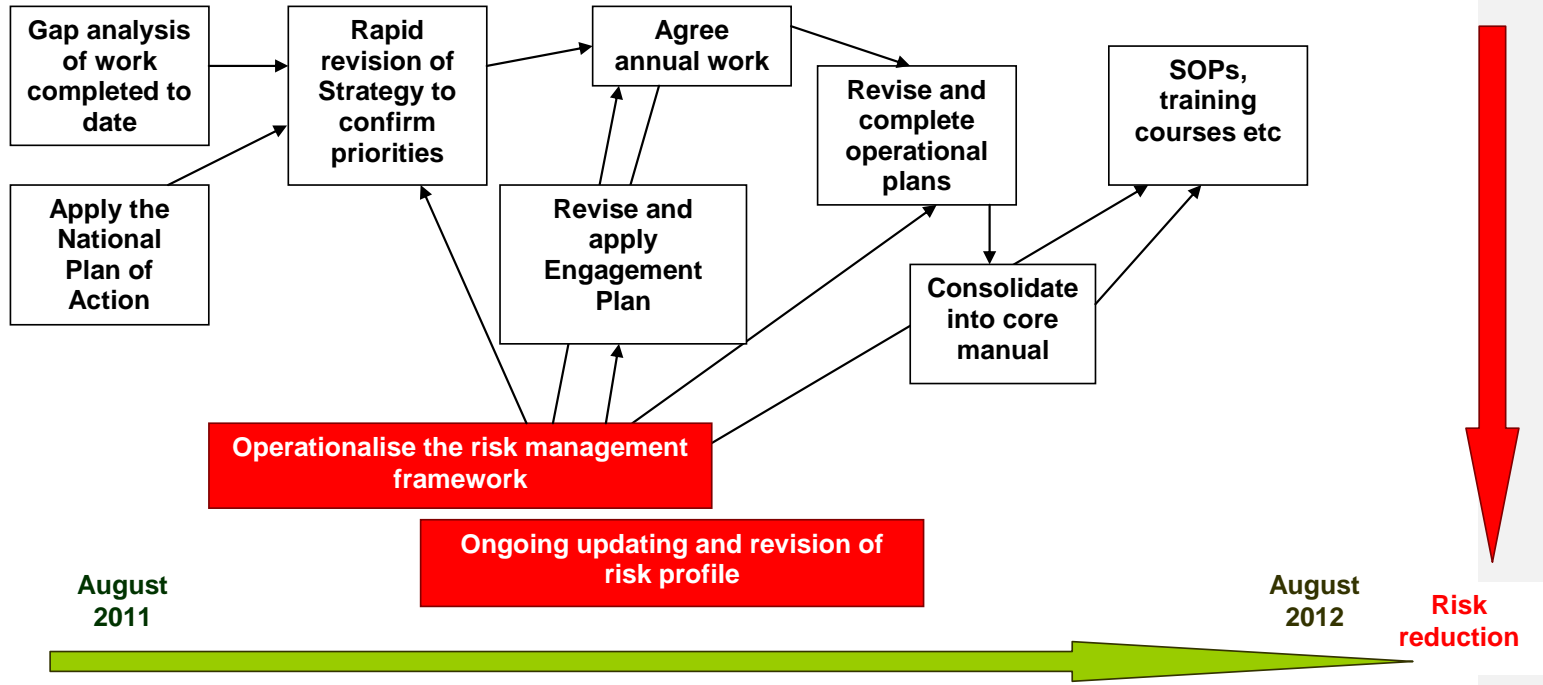 Gap analysis
of work
completed to
date
Rapid
revision of
Strategy to
confirm
priorities
Agree
annual work
Revise and
complete
operational
plans
SOPs,
training
courses etc
Apply the
National
Plan of
Action
Revise and
apply
Engagement
Plan
Consolidate
into core
manual
Operationalise the risk management
framework
Ongoing updating and revision of
risk profile
August
2011
August
2012
Risk
reduction